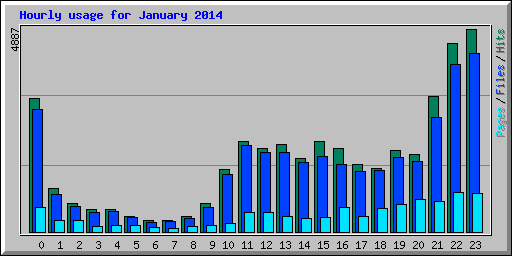 Hourly usage for January 2014
4887
Pages / Files / Hits
0 1 2 3 4 5 6 7 8 9 10 11 12 13 14 15 16 17 18 19 20 21 22 23